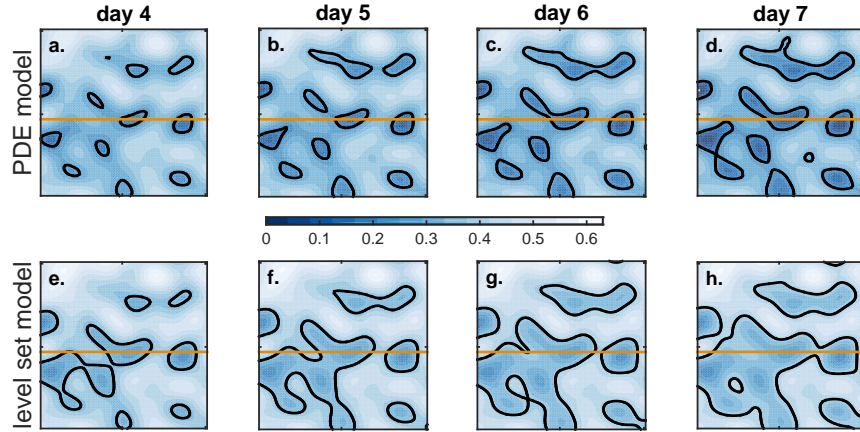 day 4 day 5 day 6 day 7
PDE model
a. b. c. d.
0 0.1 0.2 0.3 0.4 0.5 0.6
level set model
e. f. g. h.